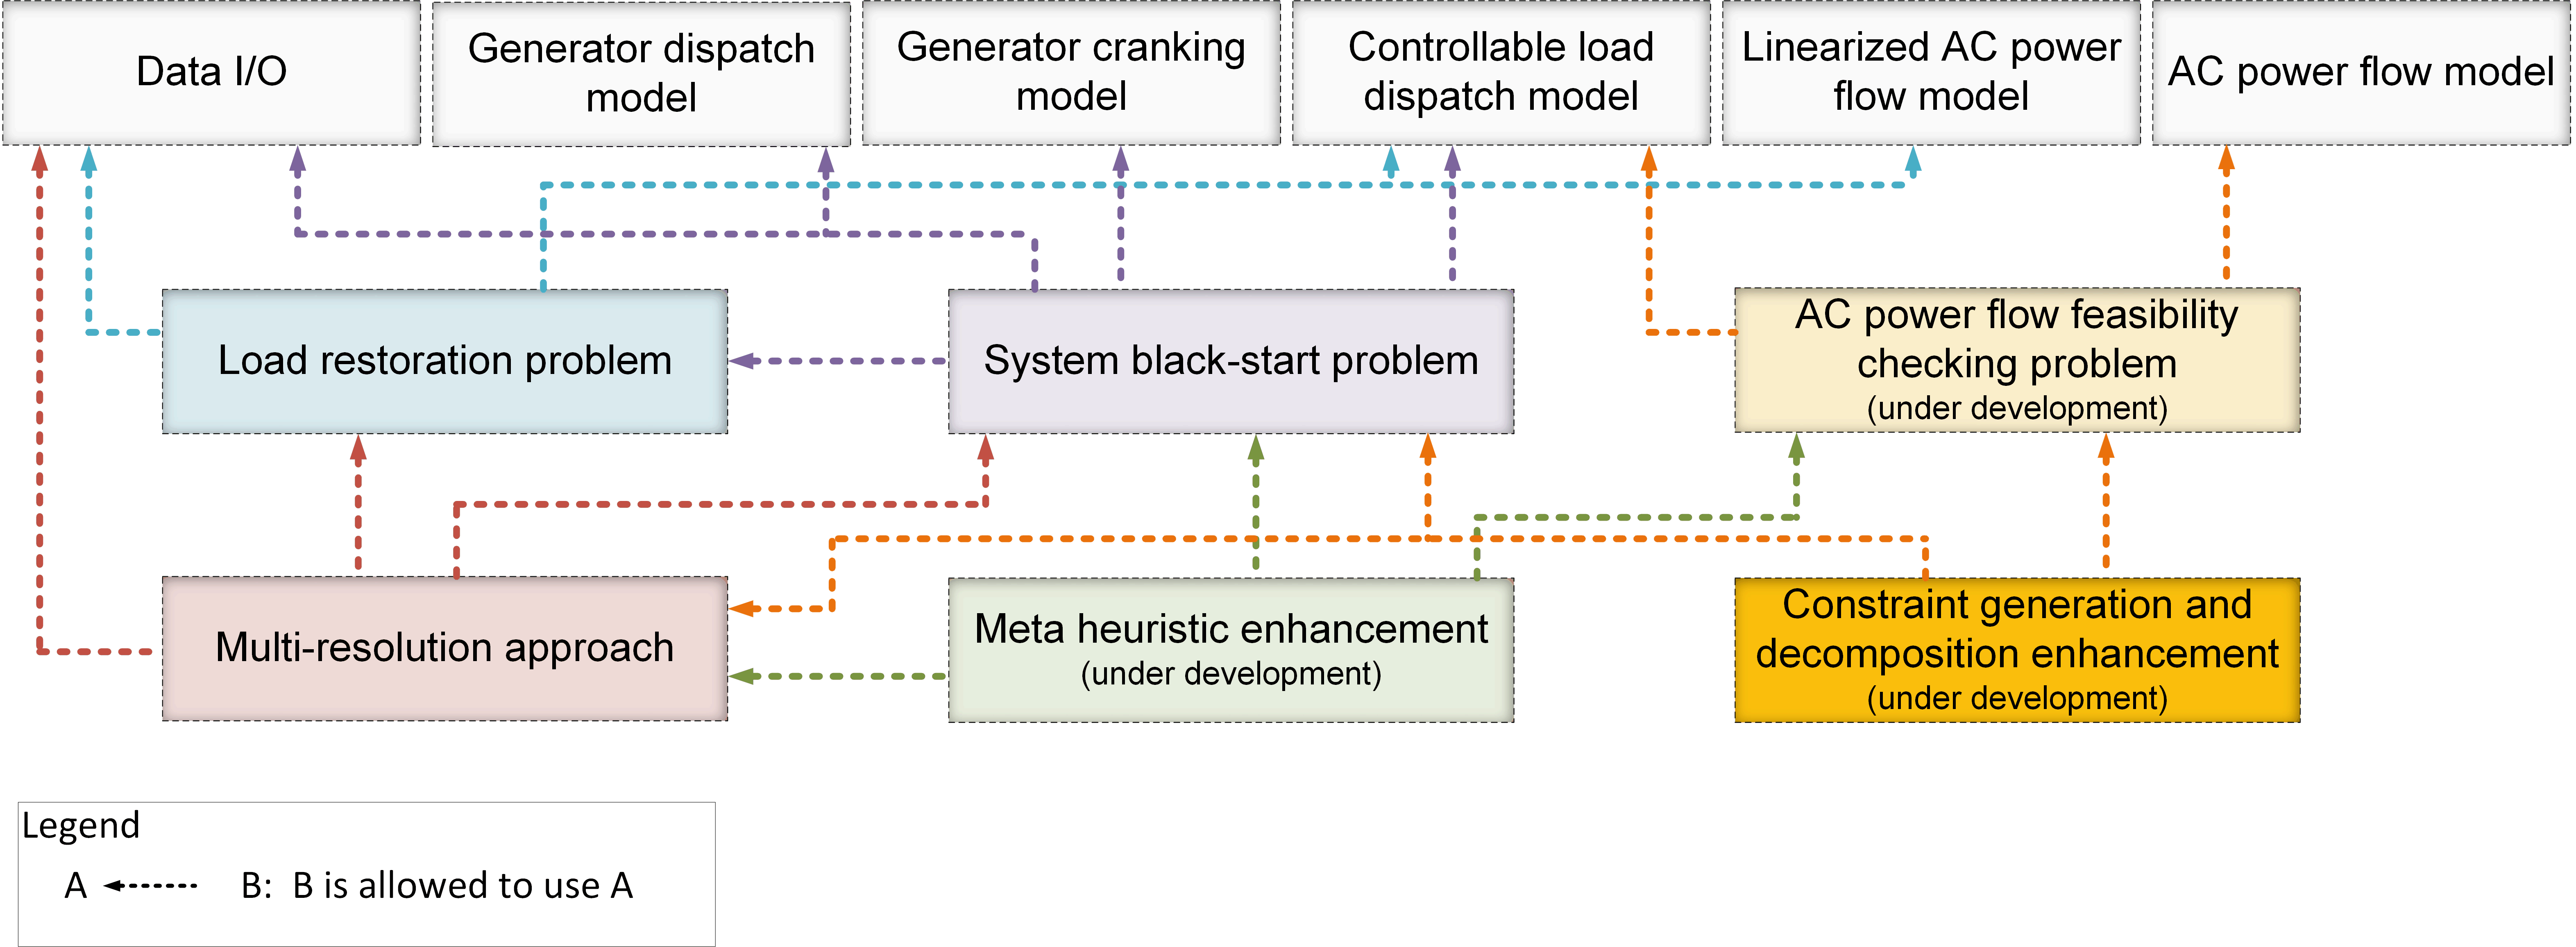 Data I/O
Generator dispatch
model
Generator cranking
model
Controllable load
dispatch model
Linearized AC power
flow model
AC power flow model
Load restoration problem
System black-start problem
AC power flow feasibility
checking problem
(under development)
Multi-resolution approach
Meta heuristic enhancement
(under development)
Constraint generation and
decomposition enhancement
(under development)
Legend
A B: B is allowed to use A